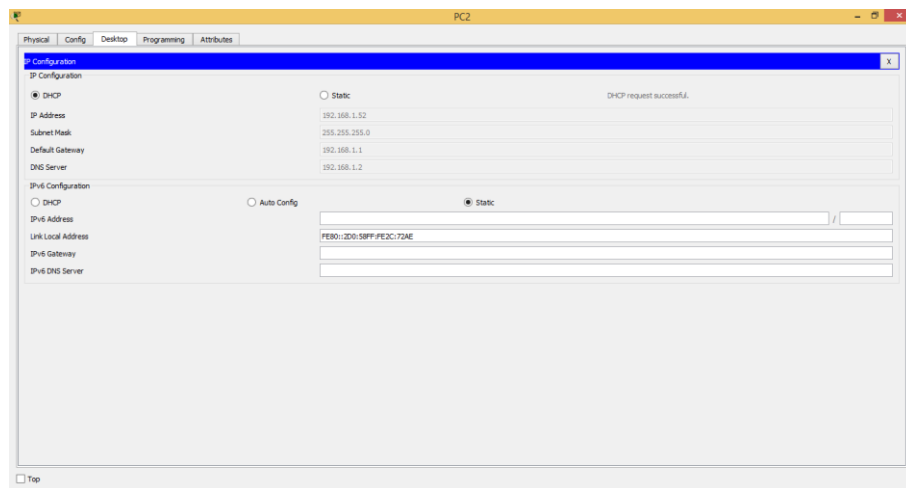 PC2
Physical Config Desktop Programming Attributes
IP Configuration X
IP Configuration
DHCP Static DHCP request successful.
IP Address 192.168.1.52
Subnet Mask 255.255.255.0
Default Gateway 192.168.1.1
DNS Server 192.168.1.2
IPv6 Configuration
DHCP Auto Config Static
IPv6 Address /
Link Local Address FE80::2D0:58FF:FE2C:72AE
IPv6 Gateway
IPv6 DNS Server
Top